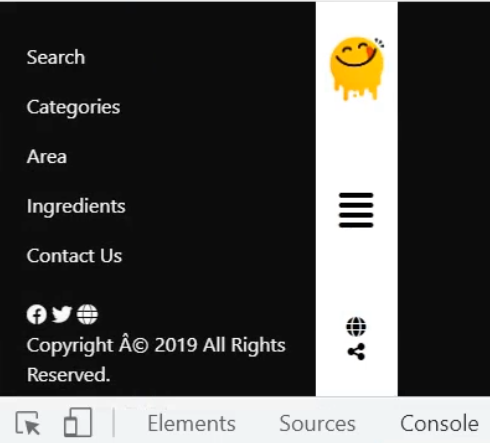 Search
Categories
Area
Ingredients
Contact Us
Copyright Â© 2019 All Rights
Reserved.
Elements Sources Console